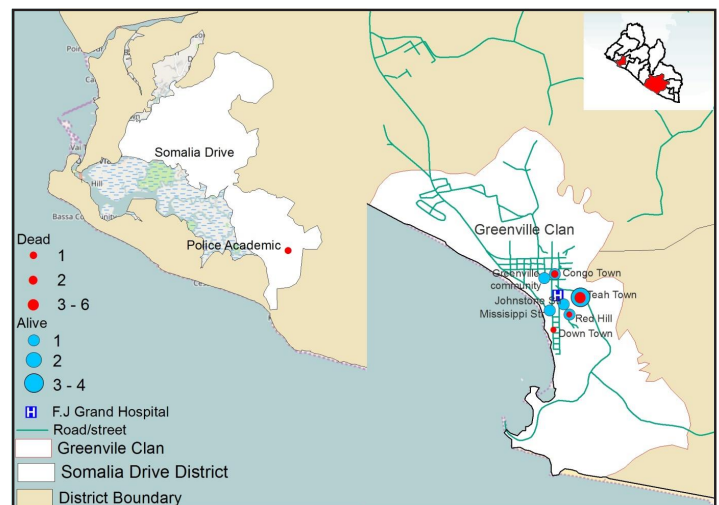 Somalia Drive
Hill
Police Academic
Greenville Clan
Greenville
community
Congo Town
Teah Town
Johnstone St
Missisippi Str
Red Hill
Down Town
Dead
1
2
3 - 6
Alive
1
2
3 - 4
H F.J Grand Hospital
Road/street
Greenvile Clan
Somalia Drive District
District Boundary